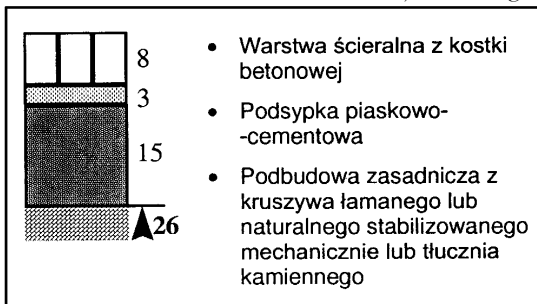 8
3
15
26
• Warstwa ścieralna z kostki
betonowej
• Podsypka piaskowo-
-cementowa
• Podbudowa zasadnicza z
kruszywa łamanego lub
naturalnego stabilizowanego
mechanicznie lub tłucznia
kamiennego